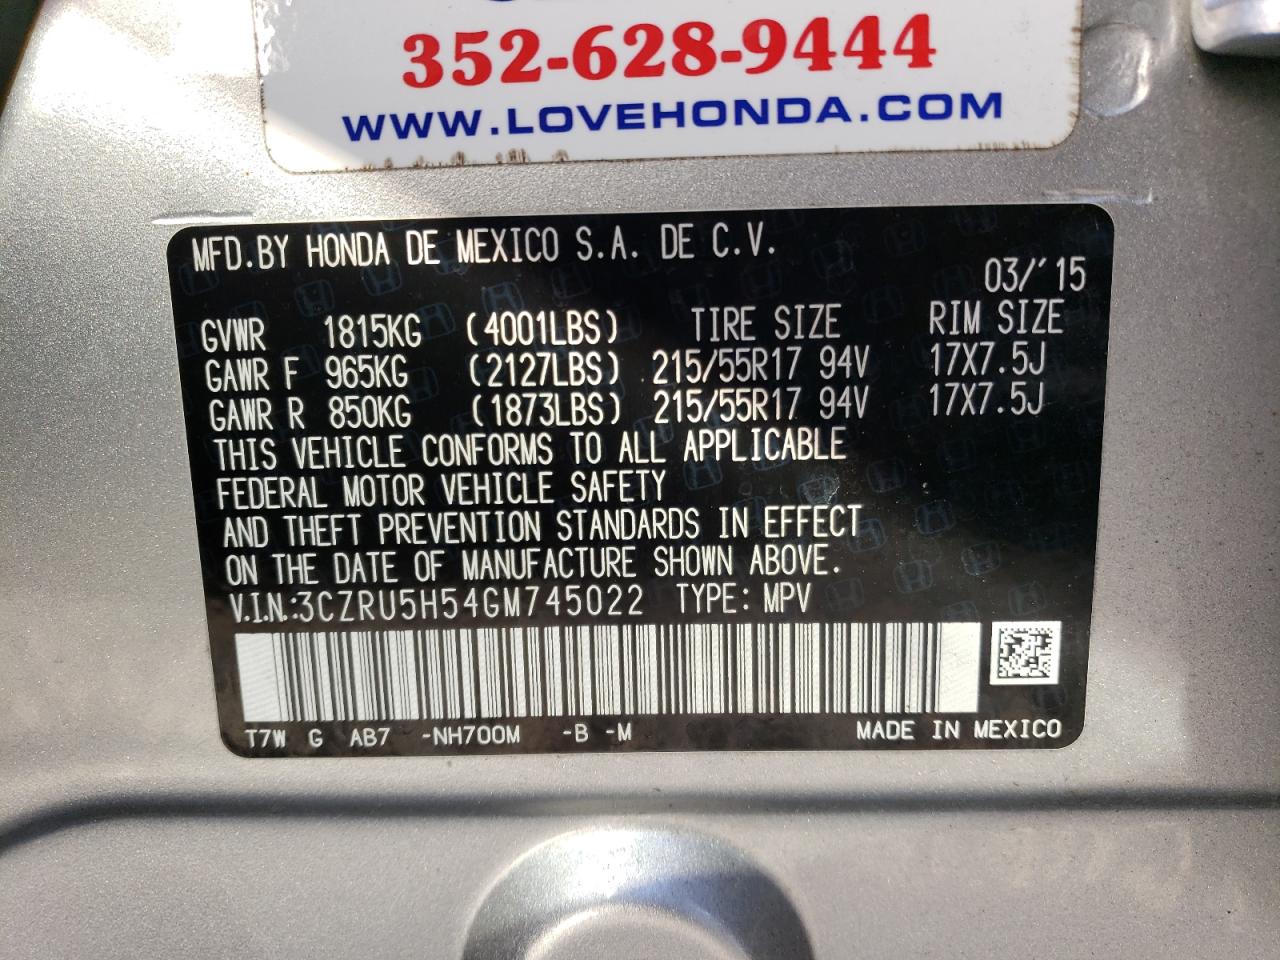 352-628-9444
WWW.LOVEHONDA.COM
MFD.BY HONDA DE MEXICO S.A. DE C.V.
03/'15
GVWR 1815KG (4001LBS) TIRE SIZE RIM SIZE
GAWR F 965KG (2127LBS) 215/55R17 94V 17X7.5J
GAWR R 850KG (1873LBS) 215/55R17 94V 17X7.5J
THIS VEHICLE CONFORMS TO ALL APPLICABLE
FEDERAL MOTOR VEHICLE SAFETY
AND THEFT PREVENTION STANDARDS IN EFFECT
ON THE DATE OF MANUFACTURE SHOWN ABOVE.
V.I.N.:3CZRU5H54GM745022 TYPE: MPV
T7W G AB7 -NH700M -B -M MADE IN MEXICO